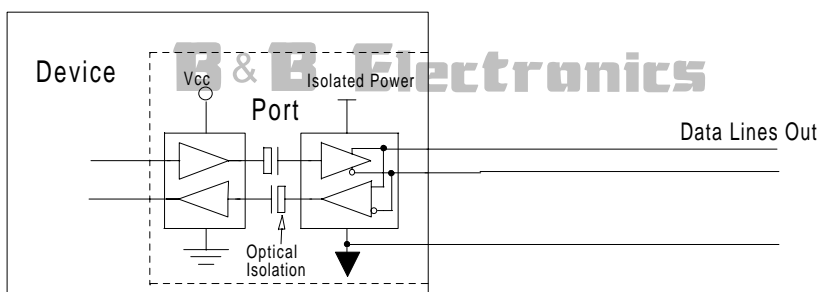 B & B Electronics
Device
Vcc
Isolated Power
Port
Data Lines Out
Optical
Isolation